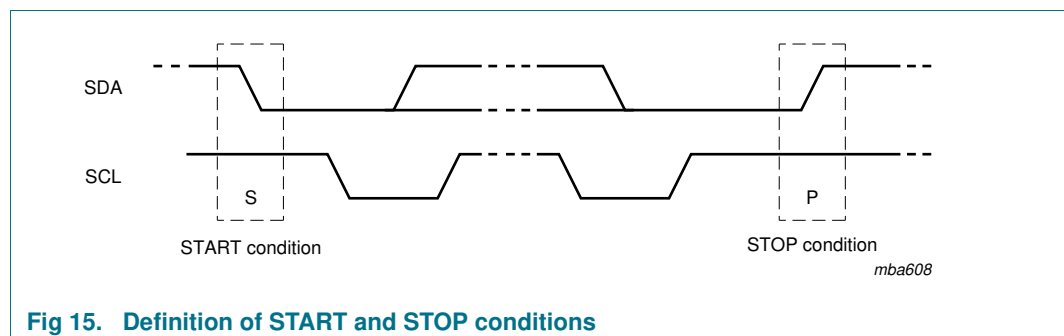 SDA
SCL
S
P
START condition
STOP condition
mba608
Fig 15. Definition of START and STOP conditions